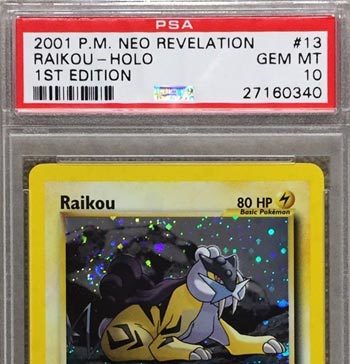 PSA
2001 P.M. NEO REVELATION #13
RAIKOU-HOLO GEM MT
1ST EDITION 10
27160340
Raikou 80 HP
Basic Pokémon